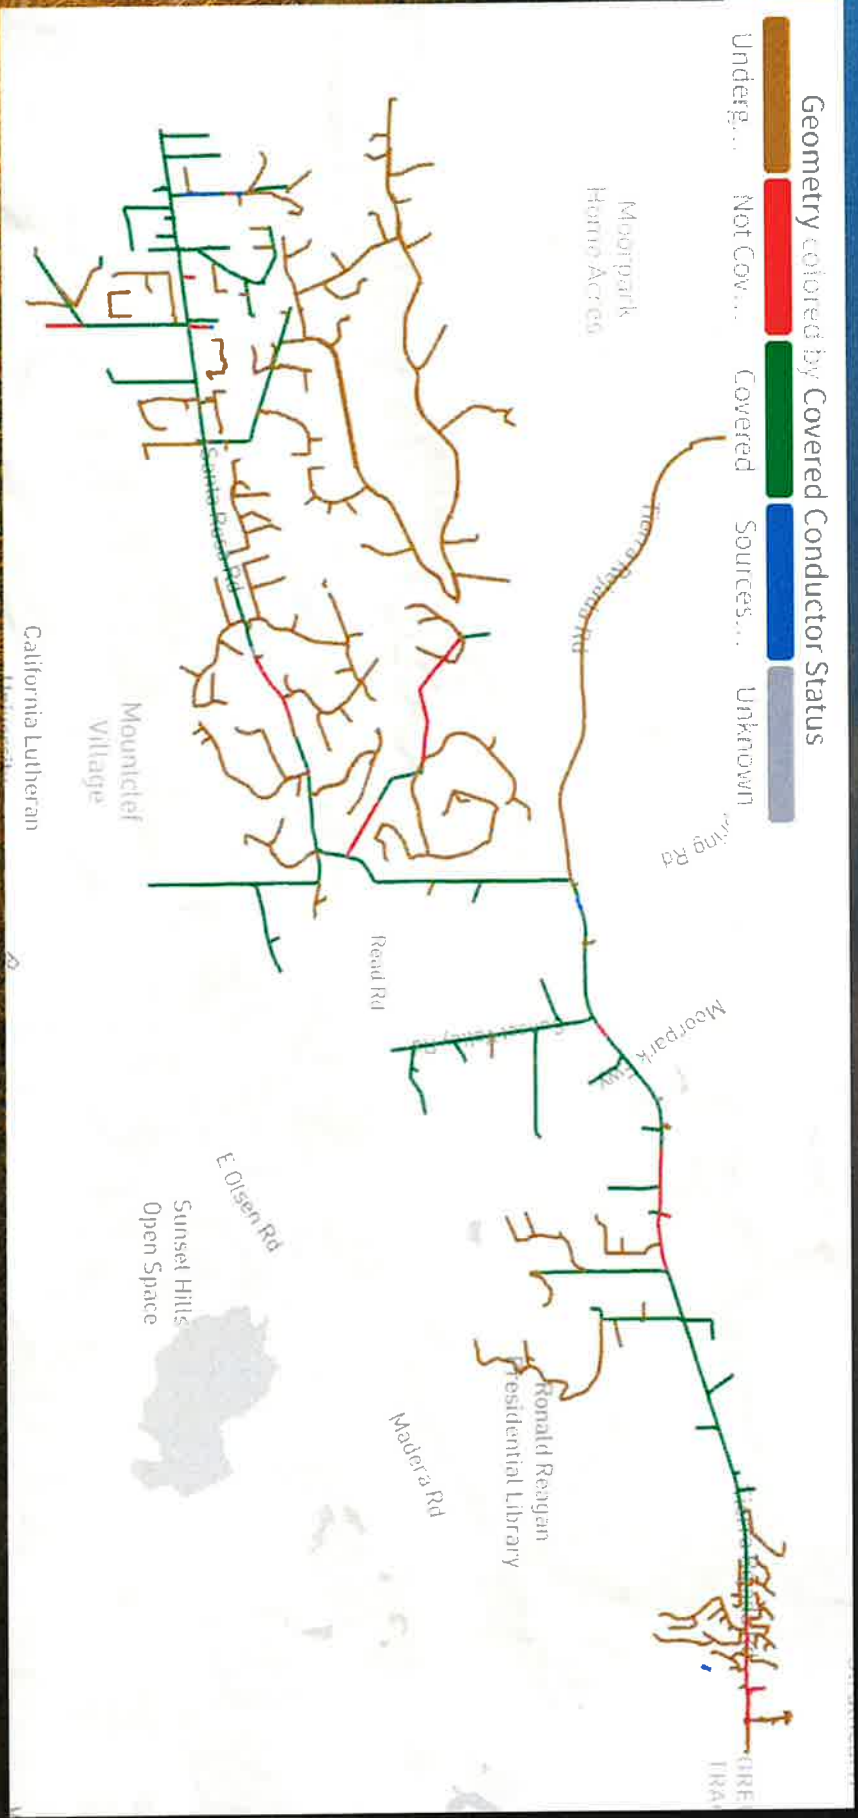 Geometry colored by Covered Conductor Status
Underg...
Not Cov...
Covered
Sources...
Unknown
Moorpark
Home Acres
Tierra Rejada Rd
Santa Rosa Rd
Mountclef
Village
California Lutheran
Read Rd
Moorpark Fwy
E Olsen Rd
Sunset Hills
Open Space
Madera Rd
Ronald Reagan
Presidential Library